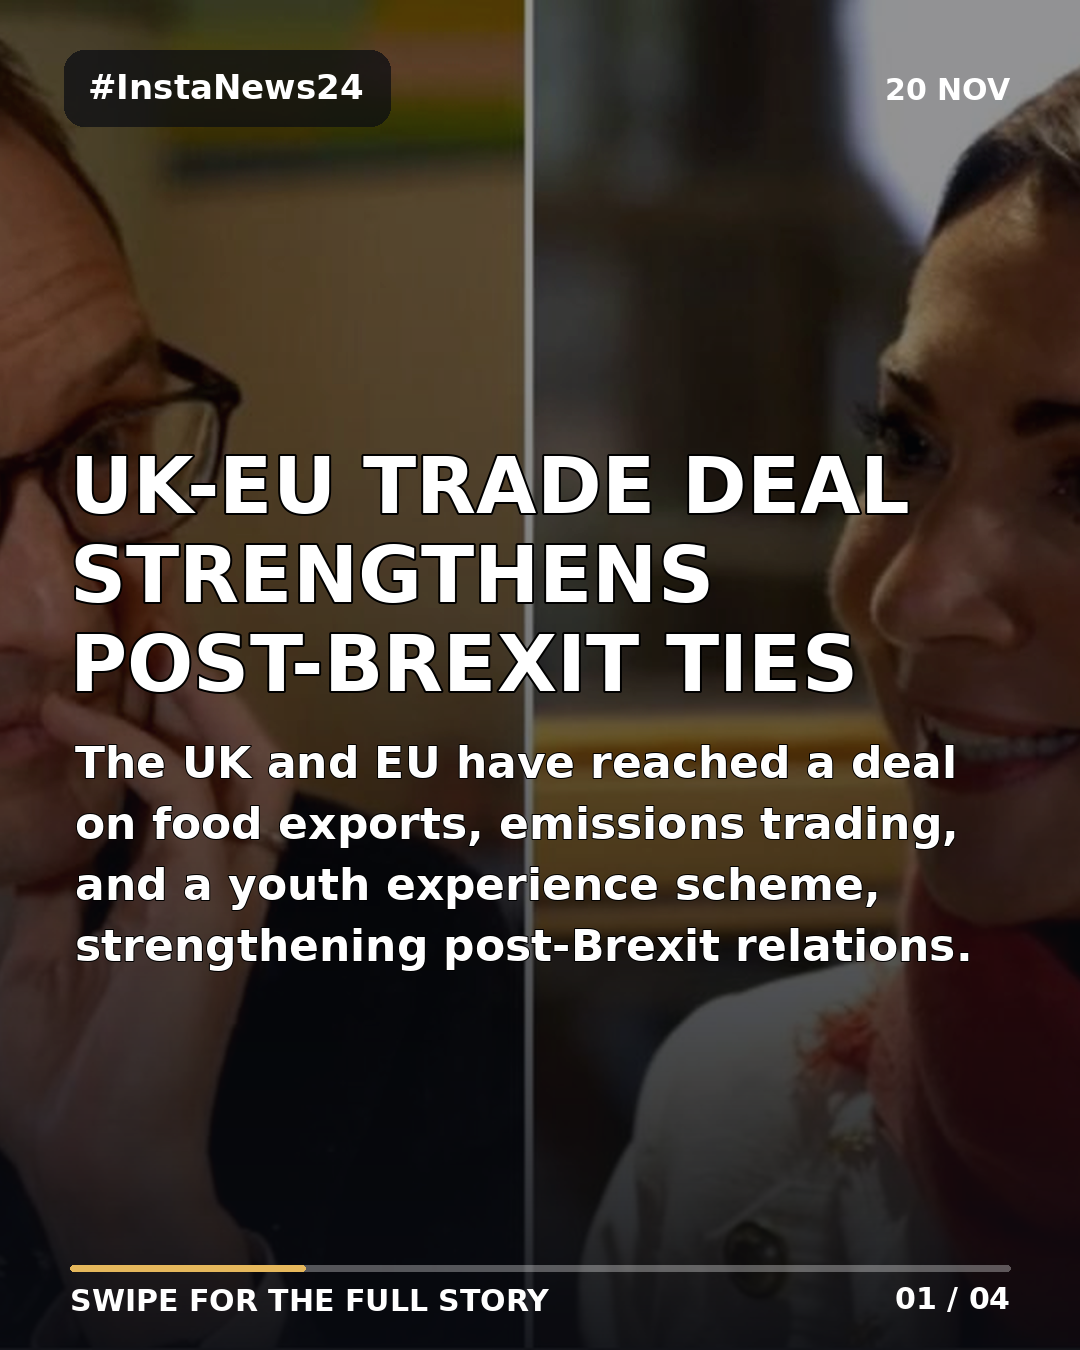 #InstaNews24
20 NOV
UK-EU TRADE DEAL
STRENGTHENS
POST-BREXIT TIES
The UK and EU have reached a deal
on food exports, emissions trading,
and a youth experience scheme,
strengthening post-Brexit relations.
SWIPE FOR THE FULL STORY
01 / 04